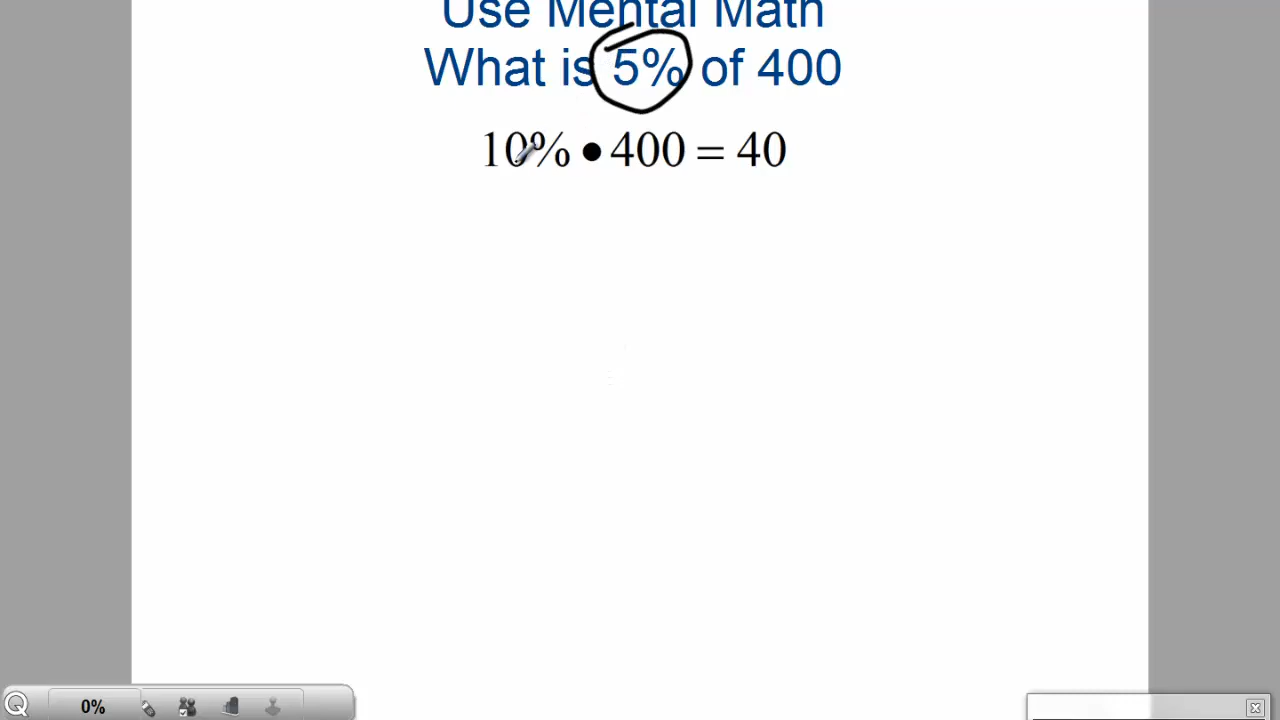 Use Mental Math
What is 5% of 400
10% • 400 = 40
0%